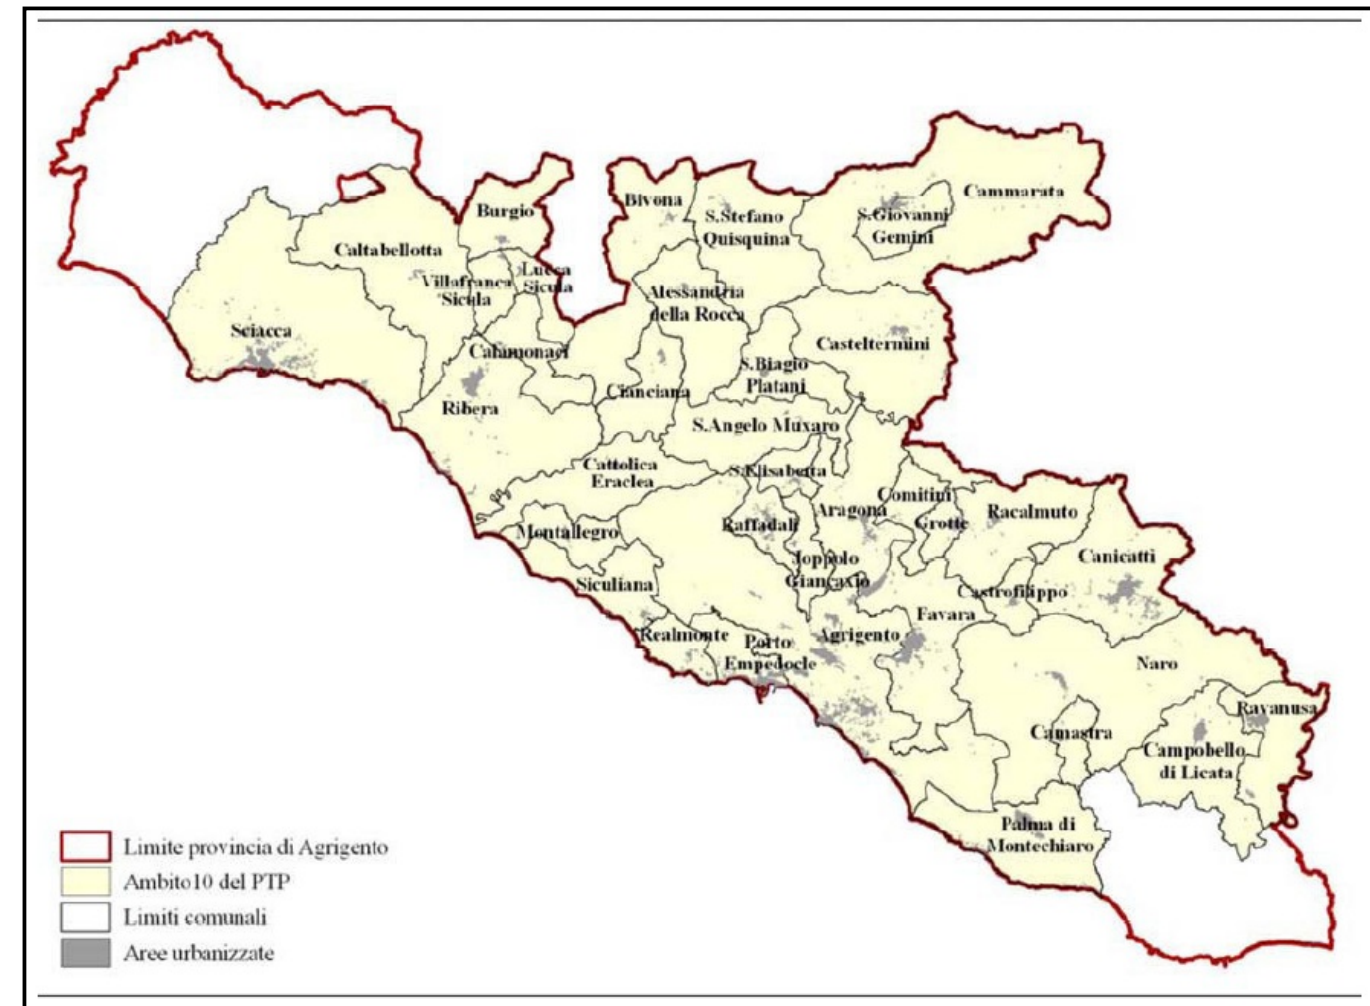 Cammarata
Bivona
S.Stefano
Quisquina
Burgio
S.Giovanni
Gemini
Caltabellotta
Lucca
Sicula
Villafranca
Sicula
Alessandria
della Rocca
Sciacca
Casteltermini
Calamonaci
S.Biagio
Platani
Cianciana
Ribera
S.Angelo Muxaro
Cattolica
Eraclea
S.Elisabetta
Comitini
Aragona
Racalmuto
Raffadali
Grotte
Montallegro
Joppolo
Giancaxio
Canicatti
Siculiana
Castrofilippo
Favara
Realmonte
Porto
Empedocle
Agrigento
Naro
Ravanusa
Camastra
Campobello
di Licata
Palma di
Montechiaro
Limite provincia di Agrigento
Ambito10 del PTP
Limiti comunali
Aree urbanizzate